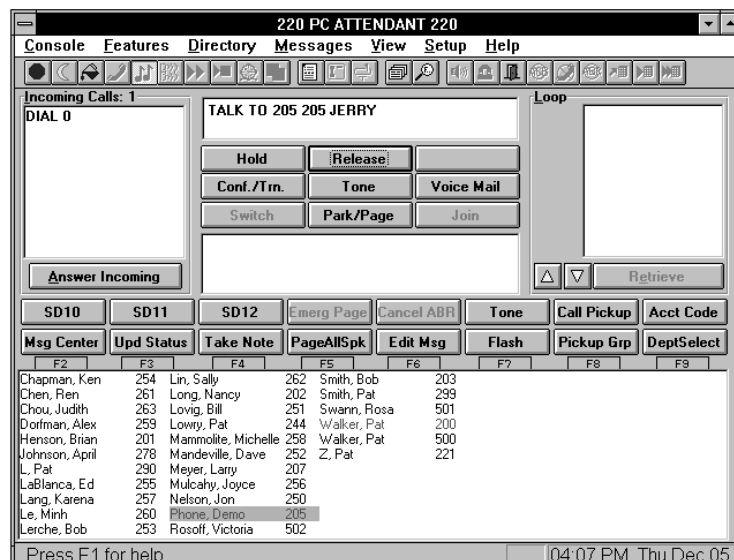 220 PC ATTENDANT 220
Console Features Directory Messages View Setup Help
Incoming Calls: 1
DIAL 0
TALK TO 205 205 JERRY
Loop
Hold Release
Conf./Trn. Tone Voice Mail
Switch Park/Page Join
Answer Incoming
Retrieve
SD10 SD11 SD12 Emerg Page Cancel ABR Tone Call Pickup Acct Code
Msg Center Upd Status Take Note PageAllSpk Edit Msg Flash Pickup Grp DeptSelect
F2 F3 F4 F5 F6 F7 F8 F9
Chapman, Ken 254 Lin, Sally 262 Smith, Bob 203
Chen, Ren 261 Long, Nancy 202 Smith, Pat 299
Chou, Judith 263 Lovig, Bill 251 Swann, Rosa 501
Dorfman, Alex 259 Lowry, Pat 244 Walker, Pat 200
Henson, Brian 201 Mammolite, Michelle 258 Walker, Pat 500
Johnson, April 278 Mandeville, Dave 252 Z, Pat 221
L, Pat 290 Meyer, Larry 207
LaBlanca, Ed 255 Mulcahy, Joyce 256
Lang, Karena 257 Nelson, Jon 250
Le, Minh 260 Phone, Demo 205
Lerche, Bob 253 Rosoff, Victoria 502
Press F1 for help 04:07 PM Thu Dec 05